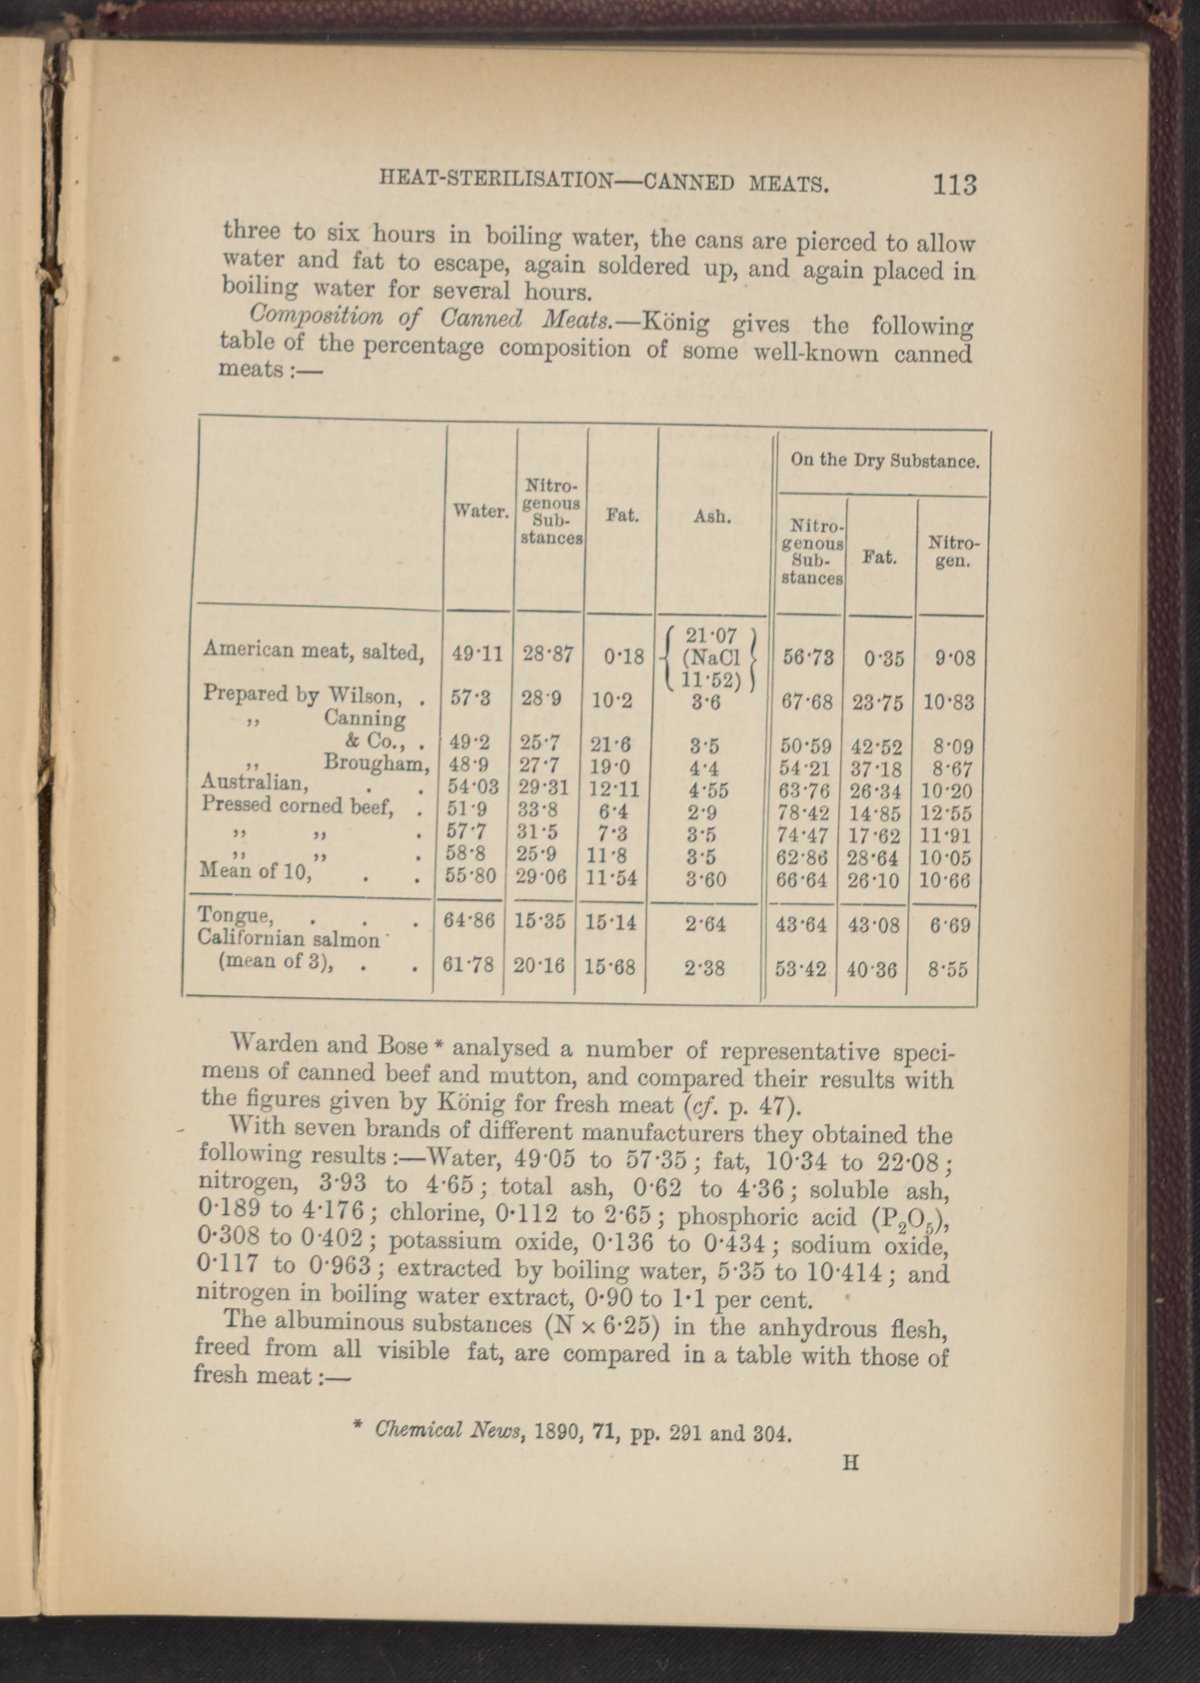 HEAT-STERILISATION—CANNED MEATS. 113
three to six hours in boiling water, the cans are pierced to allow
water and fat to escape, again soldered up, and again placed in
boiling water for several hours.
Composition of Canned Meats.—König gives the following
table of the percentage composition of some well-known canned
meats :—
On the Dry Substance.
Water. Nitro-genous Sub-stances Fat. Ash. Nitro-genous Sub-stances Fat. Nitro-gen.
American meat, salted, 49·11 28·87 0·18 { 21·07 (NaCl 11·52) } 56·73 0·35 9·08
Prepared by Wilson, . 57·3 28·9 10·2 3·6 67·68 23·75 10·83
,, Canning
& Co., . 49·2 25·7 21·6 3·5 50·59 42·52 8·09
,, Brougham, 48·9 27·7 19·0 4·4 54·21 37·18 8·67
Australian, . . 54·03 29·31 12·11 4·55 63·76 26·34 10·20
Pressed corned beef, . 51·9 33·8 6·4 2·9 78·42 14·85 12·55
,, ,, . 57·7 31·5 7·3 3·5 74·47 17·62 11·91
,, ,, . 58·8 25·9 11·8 3·5 62·86 28·64 10·05
Mean of 10, . . 55·80 29·06 11·54 3·60 66·64 26·10 10·66
Tongue, . . . 64·86 15·35 15·14 2·64 43·64 43·08 6·69
Californian salmon
(mean of 3), . . 61·78 20·16 15·68 2·38 53·42 40·36 8·55
Warden and Bose * analysed a number of representative speci-
mens of canned beef and mutton, and compared their results with
the figures given by König for fresh meat (cf. p. 47).
With seven brands of different manufacturers they obtained the
following results :—Water, 49·05 to 57·35 ; fat, 10·34 to 22·08 ;
nitrogen, 3·93 to 4·65 ; total ash, 0·62 to 4·36 ; soluble ash,
0·189 to 4·176 ; chlorine, 0·112 to 2·65 ; phosphoric acid (P₂O₅),
0·308 to 0·402 ; potassium oxide, 0·136 to 0·434 ; sodium oxide,
0·117 to 0·963 ; extracted by boiling water, 5·35 to 10·414 ; and
nitrogen in boiling water extract, 0·90 to 1·1 per cent.
The albuminous substances (N × 6·25) in the anhydrous flesh,
freed from all visible fat, are compared in a table with those of
fresh meat :—
* Chemical News, 1890, 71, pp. 291 and 304.
H